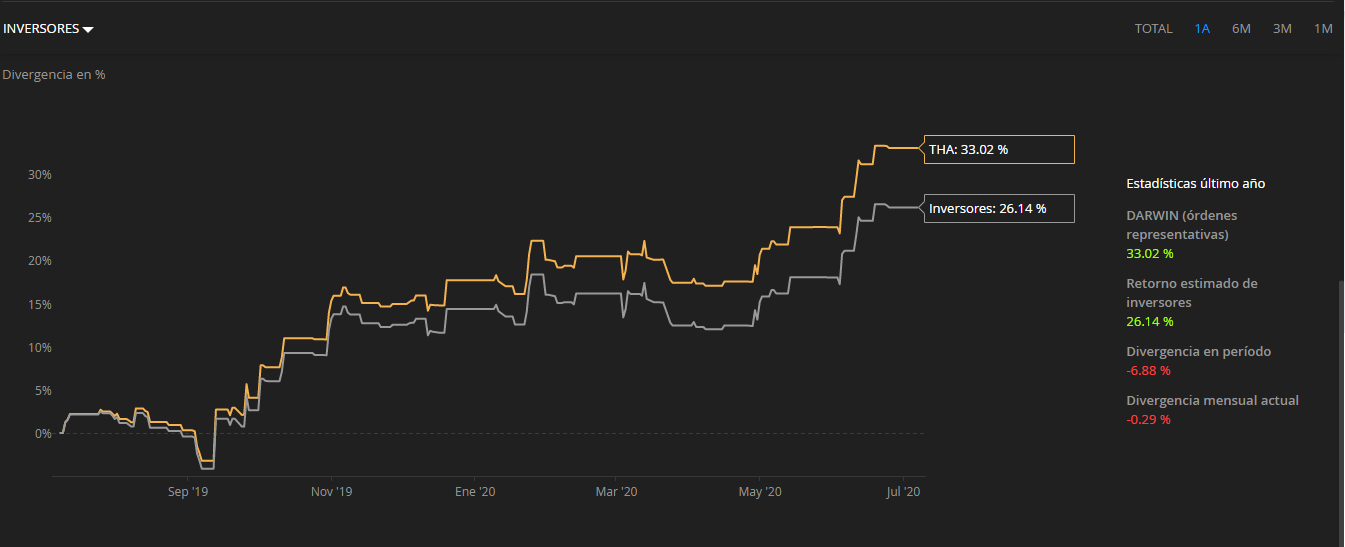 INVERSORES
TOTAL 1A 6M 3M 1M
Divergencia en %
THA: 33.02 %
Inversores: 26.14 %
30%
25%
20%
15%
10%
5%
0%
Sep '19 Nov '19 Ene '20 Mar '20 May '20 Jul '20
Estadísticas último año
DARWIN (órdenes
representativas)
33.02 %
Retorno estimado de
inversores
26.14 %
Divergencia en período
-6.88 %
Divergencia mensual actual
-0.29 %